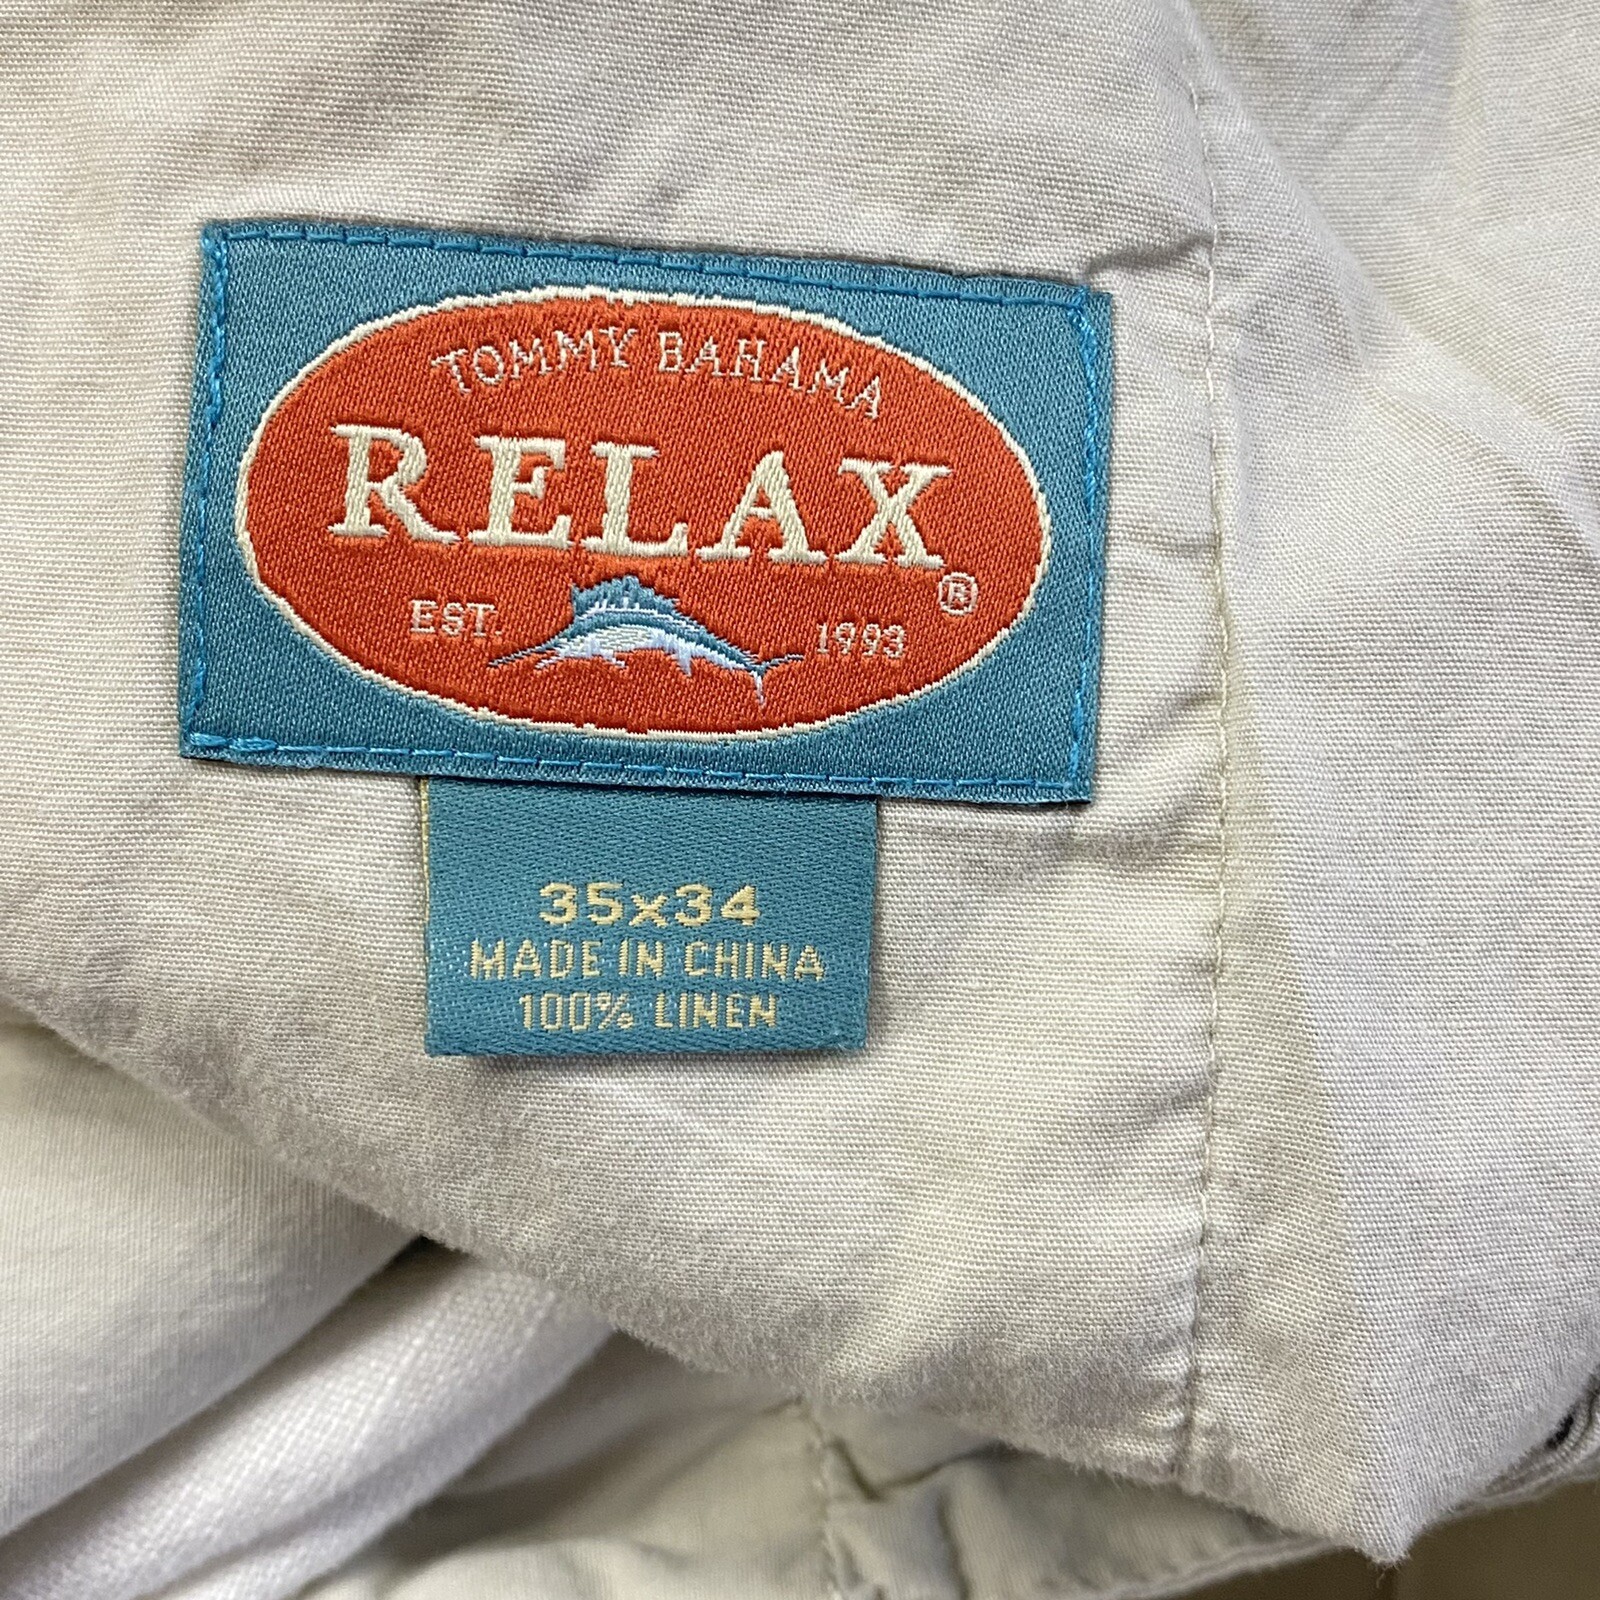 TOMMY BAHAMA
RELAX®
EST. 1993
35x34
MADE IN CHINA
100% LINEN